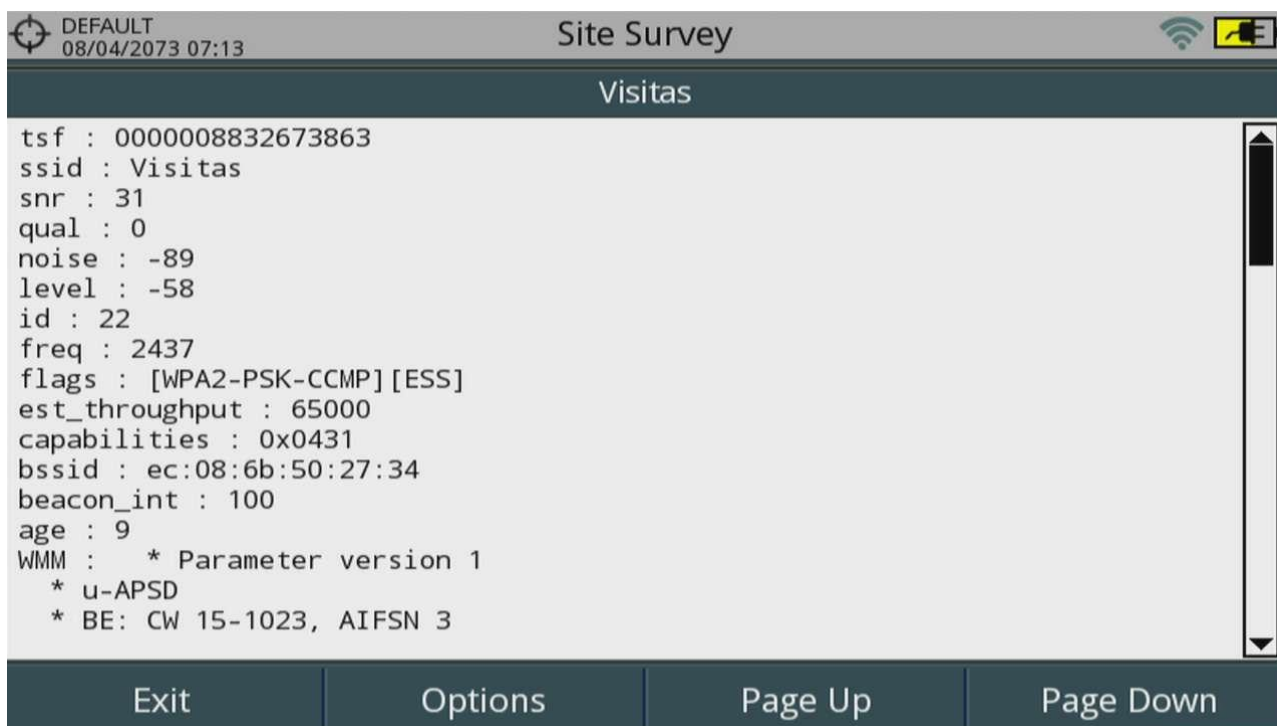 DEFAULT
08/04/2073 07:13
Site Survey
Visitas
tsf : 0000008832673863
ssid : Visitas
snr : 31
qual : 0
noise : -89
level : -58
id : 22
freq : 2437
flags : [WPA2-PSK-CCMP][ESS]
est_throughput : 65000
capabilities : 0x0431
bssid : ec:08:6b:50:27:34
beacon_int : 100
age : 9
WMM :   * Parameter version 1
  * u-APSD
  * BE: CW 15-1023, AIFSN 3
Exit
Options
Page Up
Page Down